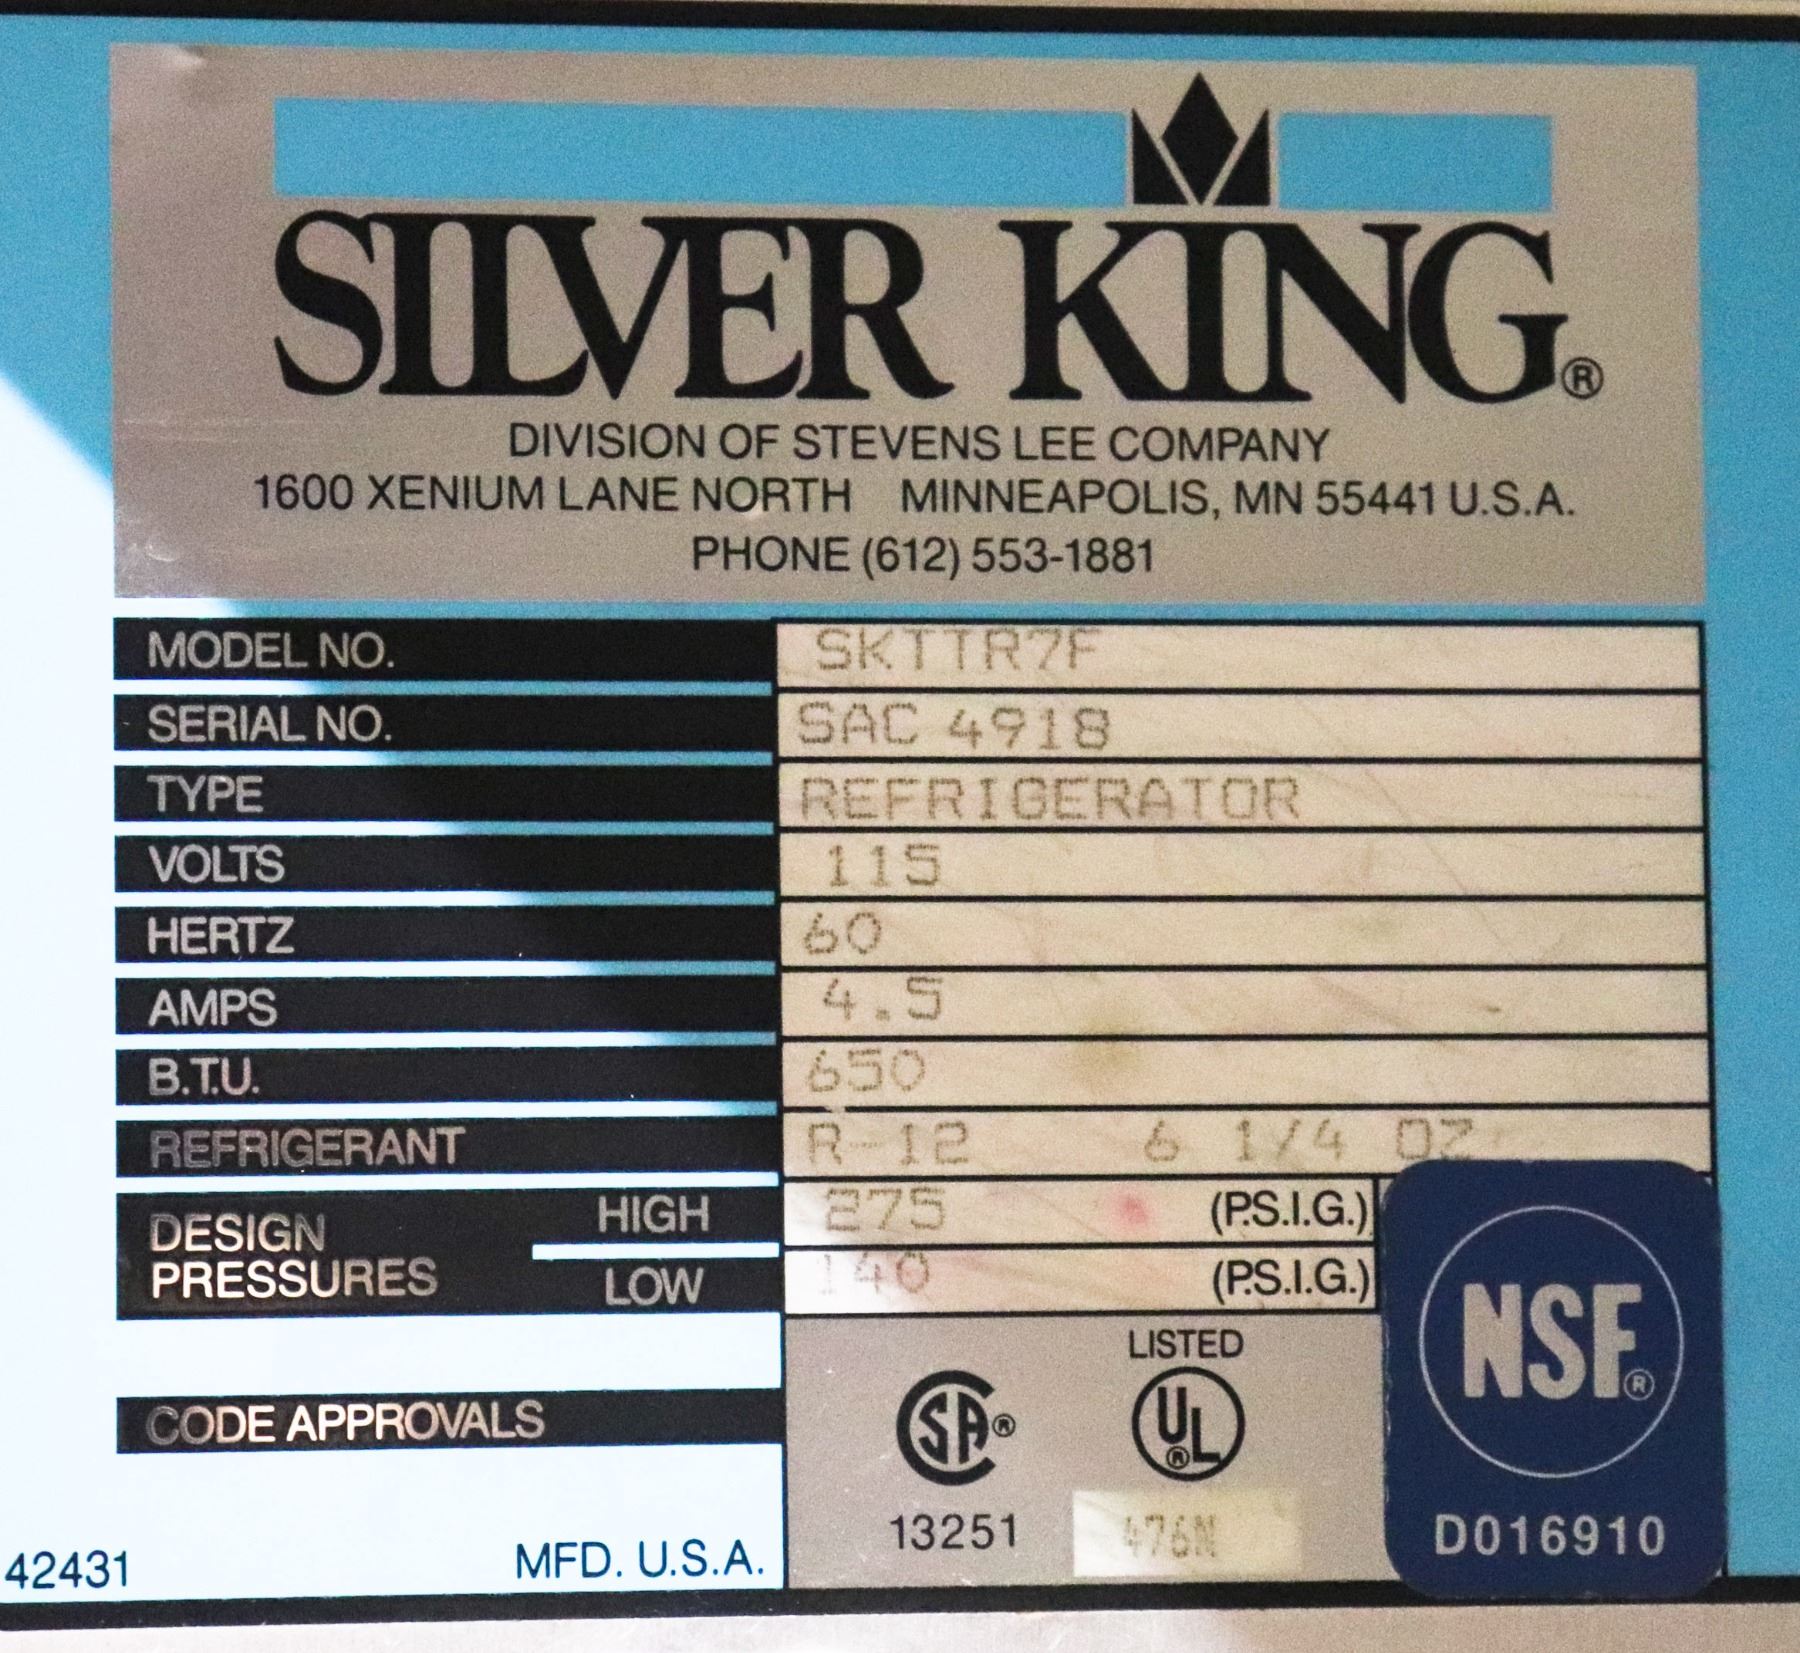 SILVER KING®
DIVISION OF STEVENS LEE COMPANY
1600 XENIUM LANE NORTH MINNEAPOLIS, MN 55441 U.S.A.
PHONE (612) 553-1881
MODEL NO. SKTTR7F
SERIAL NO. SAC 4918
TYPE REFRIGERATOR
VOLTS 115
HERTZ 60
AMPS 4.5
B.T.U. 650
REFRIGERANT R-12 6 1/4 OZ
DESIGN PRESSURES HIGH 275 (P.S.I.G.)
LOW 140 (P.S.I.G.)
CODE APPROVALS
SA®
13251
LISTED
UL®
476N
NSF®
D016910
42431 MFD. U.S.A.